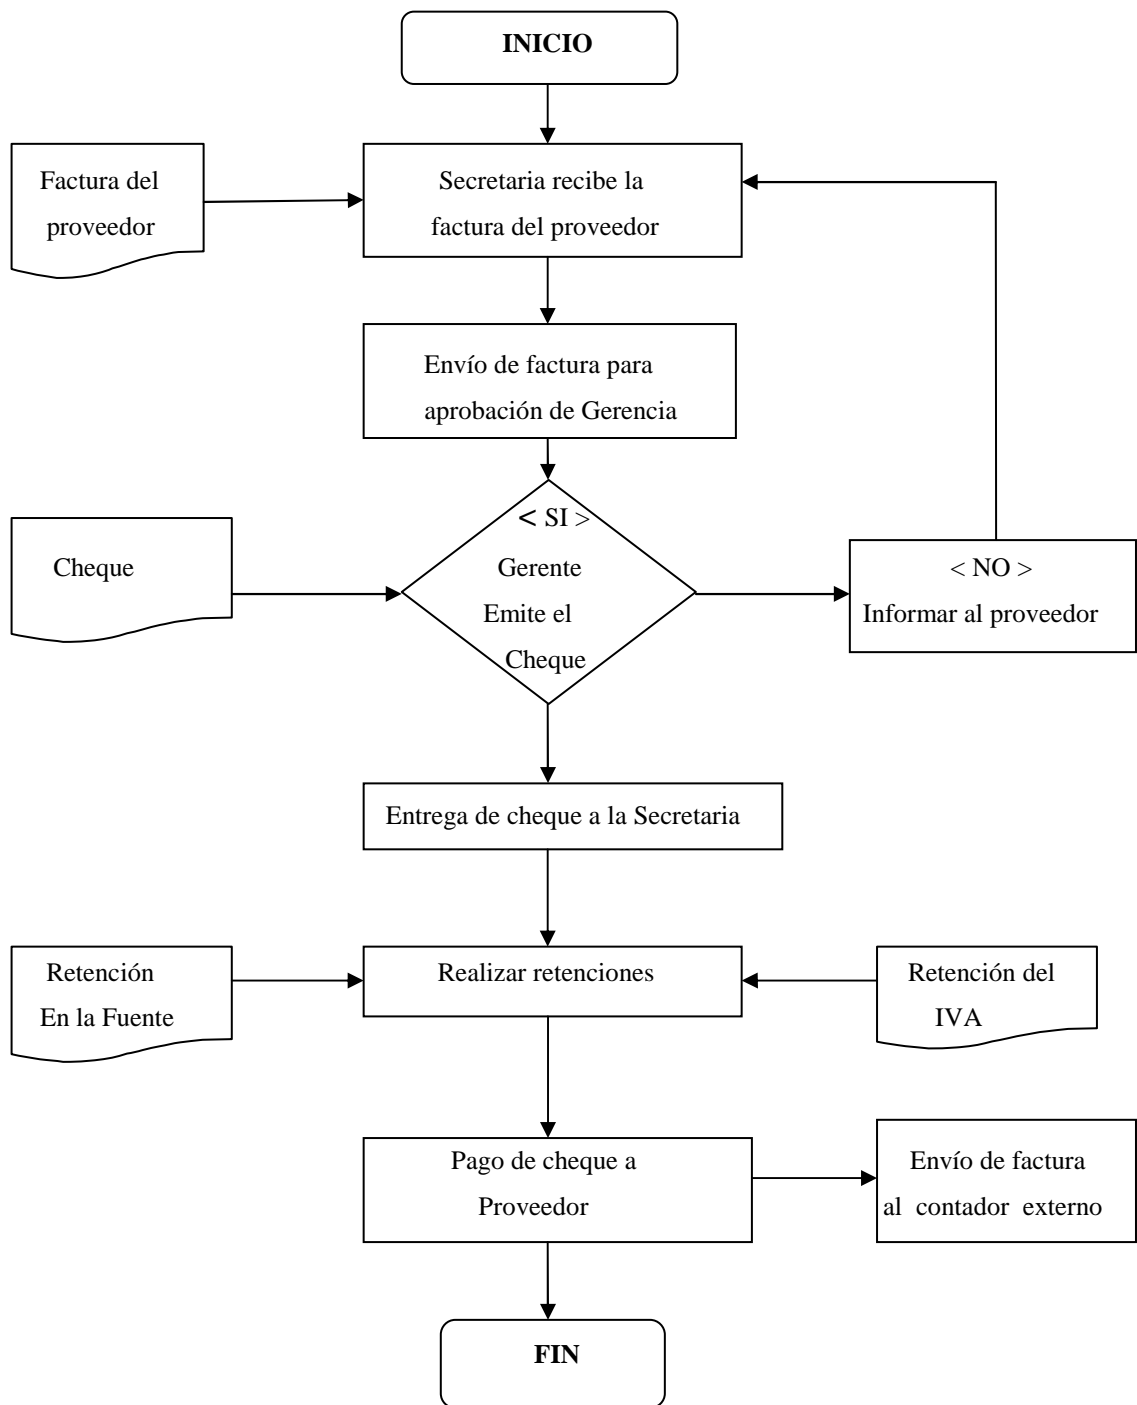 INICIO
Factura del
proveedor
Secretaria recibe la
factura del proveedor
Envío de factura para
aprobación de Gerencia
Cheque
< SI >
Gerente
Emite el
Cheque
< NO >
Informar al proveedor
Entrega de cheque a la Secretaria
Retención
En la Fuente
Realizar retenciones
Retención del
IVA
Pago de cheque a
Proveedor
Envío de factura
al contador externo
FIN